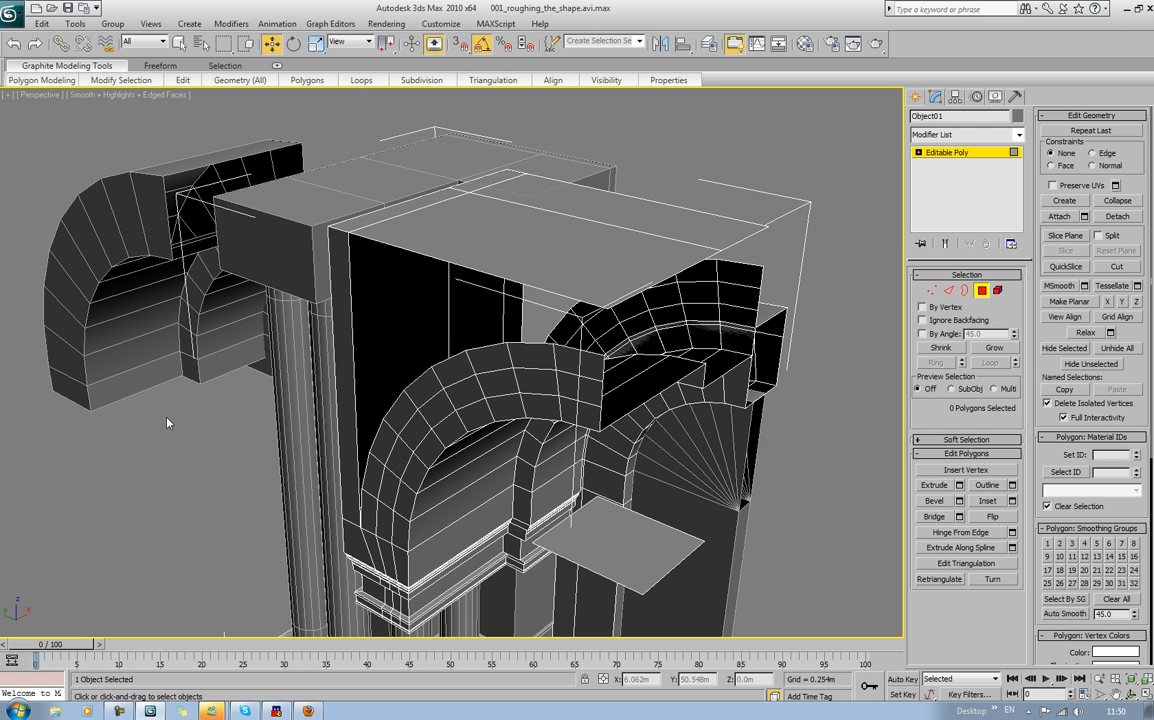 Autodesk 3ds Max 2010 x64 001_roughing_the_shape.avi.max
Type a keyword or phrase
Edit Tools Group Views Create Modifiers Animation Graph Editors Rendering Customize MAXScript Help
All View Create Selection Se
Graphite Modeling Tools Freeform Selection
Polygon Modeling Modify Selection Edit Geometry (All) Polygons Loops Subdivision Triangulation Align Visibility Properties
[ + ] [ Perspective ] [ Smooth + Highlights + Edged Faces ]
Object01
Modifier List
Editable Poly
Selection
By Vertex
Ignore Backfacing
By Angle: 45.0
Shrink Grow
Ring Loop
Preview Selection
Off SubObj Multi
0 Polygons Selected
Soft Selection
Edit Polygons
Insert Vertex
Extrude Outline
Bevel Inset
Bridge Flip
Hinge From Edge
Extrude Along Spline
Edit Triangulation
Retriangulate Turn
Edit Geometry
Repeat Last
Constraints
None Edge
Face Normal
Preserve UVs
Create Collapse
Attach Detach
Slice Plane Split
Slice Reset Plane
QuickSlice Cut
MSmooth Tessellate
Make Planar X Y Z
View Align Grid Align
Relax
Hide Selected Unhide All
Hide Unselected
Named Selections:
Copy Paste
Delete Isolated Vertices
Full Interactivity
Polygon: Material IDs
Set ID:
Select ID
Clear Selection
Polygon: Smoothing Groups
1 2 3 4 5 6 7 8
9 10 11 12 13 14 15 16
17 18 19 20 21 22 23 24
25 26 27 28 29 30 31 32
Select By SG Clear All
Auto Smooth 45.0
Polygon: Vertex Colors
Color:
z
y x
0 / 100
0 5 10 15 20 25 30 35 40 45 50 55 60 65 70 75 80 85 90 95 100
1 Object Selected X: 6.062m Y: 50.548m Z: 0.0m Grid = 0.254m Auto Key Selected
Welcome to M Click or click-and-drag to select objects Add Time Tag Set Key Key Filters... 0
Desktop » EN 11:50